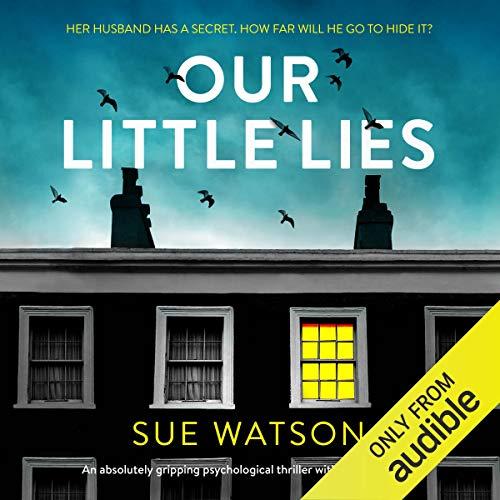 HER HUSBAND HAS A SECRET. HOW FAR WILL HE GO TO HIDE IT?
OUR
LITTLE LIES
SUE WATSON
An absolutely gripping psychological thriller
ONLY FROM
audible